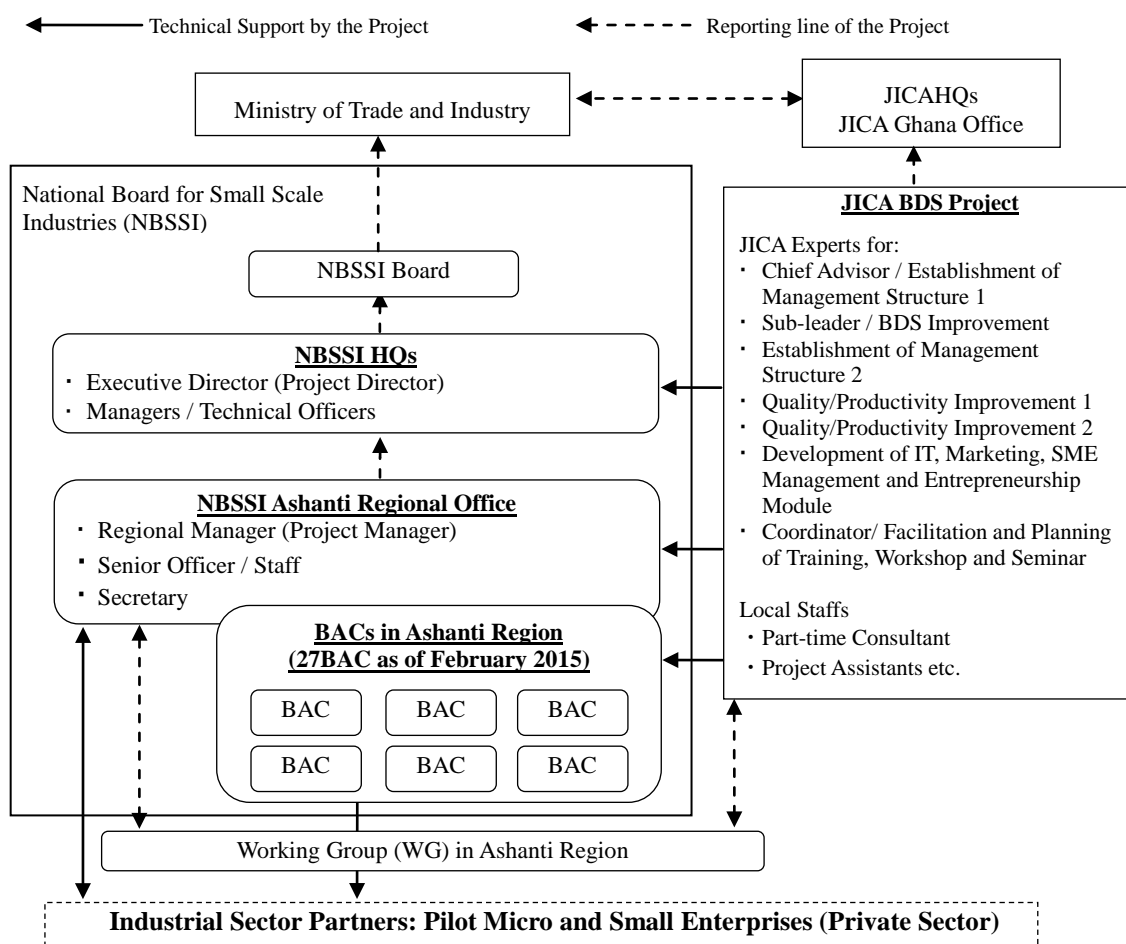 Technical Support by the Project
Reporting line of the Project
Ministry of Trade and Industry
JICAHQs
JICA Ghana Office
National Board for Small Scale
Industries (NBSSI)
NBSSI Board
NBSSI HQs
・ Executive Director (Project Director)
・ Managers / Technical Officers
NBSSI Ashanti Regional Office
・ Regional Manager (Project Manager)
・ Senior Officer / Staff
・ Secretary
BACs in Ashanti Region
(27BAC as of February 2015)
BAC BAC BAC
BAC BAC BAC
JICA BDS Project
JICA Experts for:
・ Chief Advisor / Establishment of
Management Structure 1
・ Sub-leader / BDS Improvement
・ Establishment of Management
Structure 2
・ Quality/Productivity Improvement 1
・ Quality/Productivity Improvement 2
・ Development of IT, Marketing, SME
Management and Entrepreneurship
Module
・ Coordinator/ Facilitation and Planning
of Training, Workshop and Seminar
Local Staffs
・Part-time Consultant
・Project Assistants etc.
Working Group (WG) in Ashanti Region
Industrial Sector Partners: Pilot Micro and Small Enterprises (Private Sector)